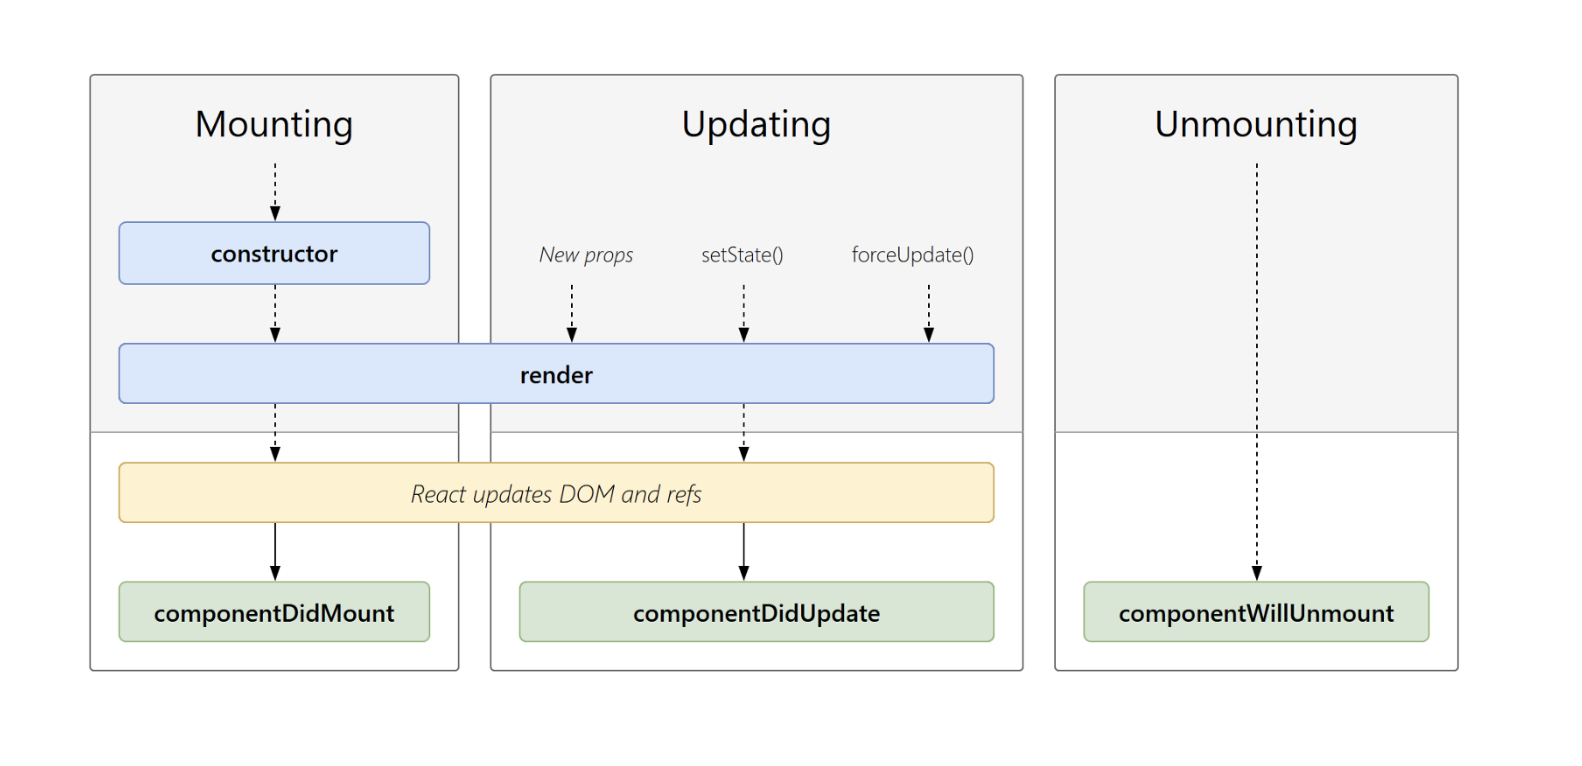 Mounting
Updating
Unmounting
constructor
New props
setState()
forceUpdate()
render
React updates DOM and refs
componentDidMount
componentDidUpdate
componentWillUnmount